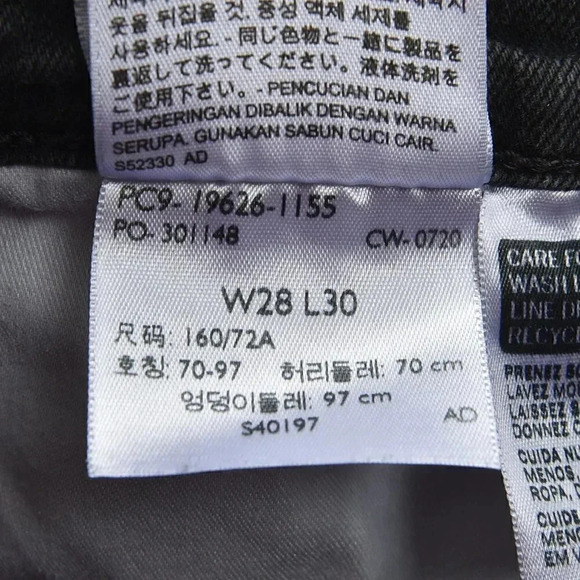 옷을 뒤집을 것. 중성 액체 세제를
사용하세요. - 同じ色物と一緒に製品を
裏返して洗ってください。液体洗剤を
ご使用下さい。- PENCUCIAN DAN
PENGERINGAN DIBALIK DENGAN WARNA
SERUPA. GUNAKAN SABUN CUCI CAIR.
S52330 AD
PC9- 19626-1155
PO- 301148 CW- 0720
W28 L30
尺码: 160/72A
호칭: 70-97 허리둘레: 70 cm
엉덩이둘레: 97 cm
S40197 AD
CARE FO
WASH
LINE D
RECYC
PRENEZ SO
LAVEZ MO
LAISSEZ S
DONNEZ C
CUIDA NU
MENOS,
ROPA,
CUIDE
MENO
EM